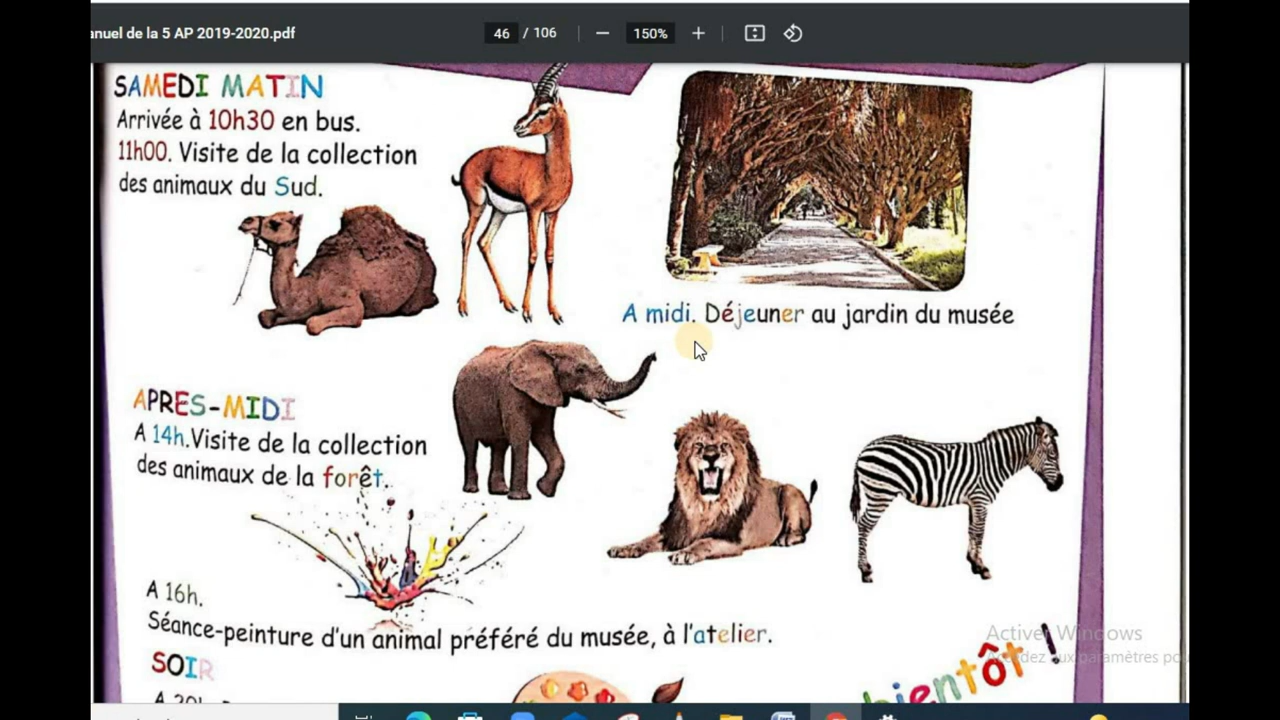 anuel de la 5 AP 2019-2020.pdf
46 / 106
150%
SAMEDI MATIN
Arrivée à 10h30 en bus.
11h00. Visite de la collection
des animaux du Sud.
A midi. Déjeuner au jardin du musée
APRES-MIDI
A 14h.Visite de la collection
des animaux de la forêt.
A 16h.
Séance-peinture d'un animal préféré du musée, à l'atelier.
SOIR
bientôt !
Activer Windows